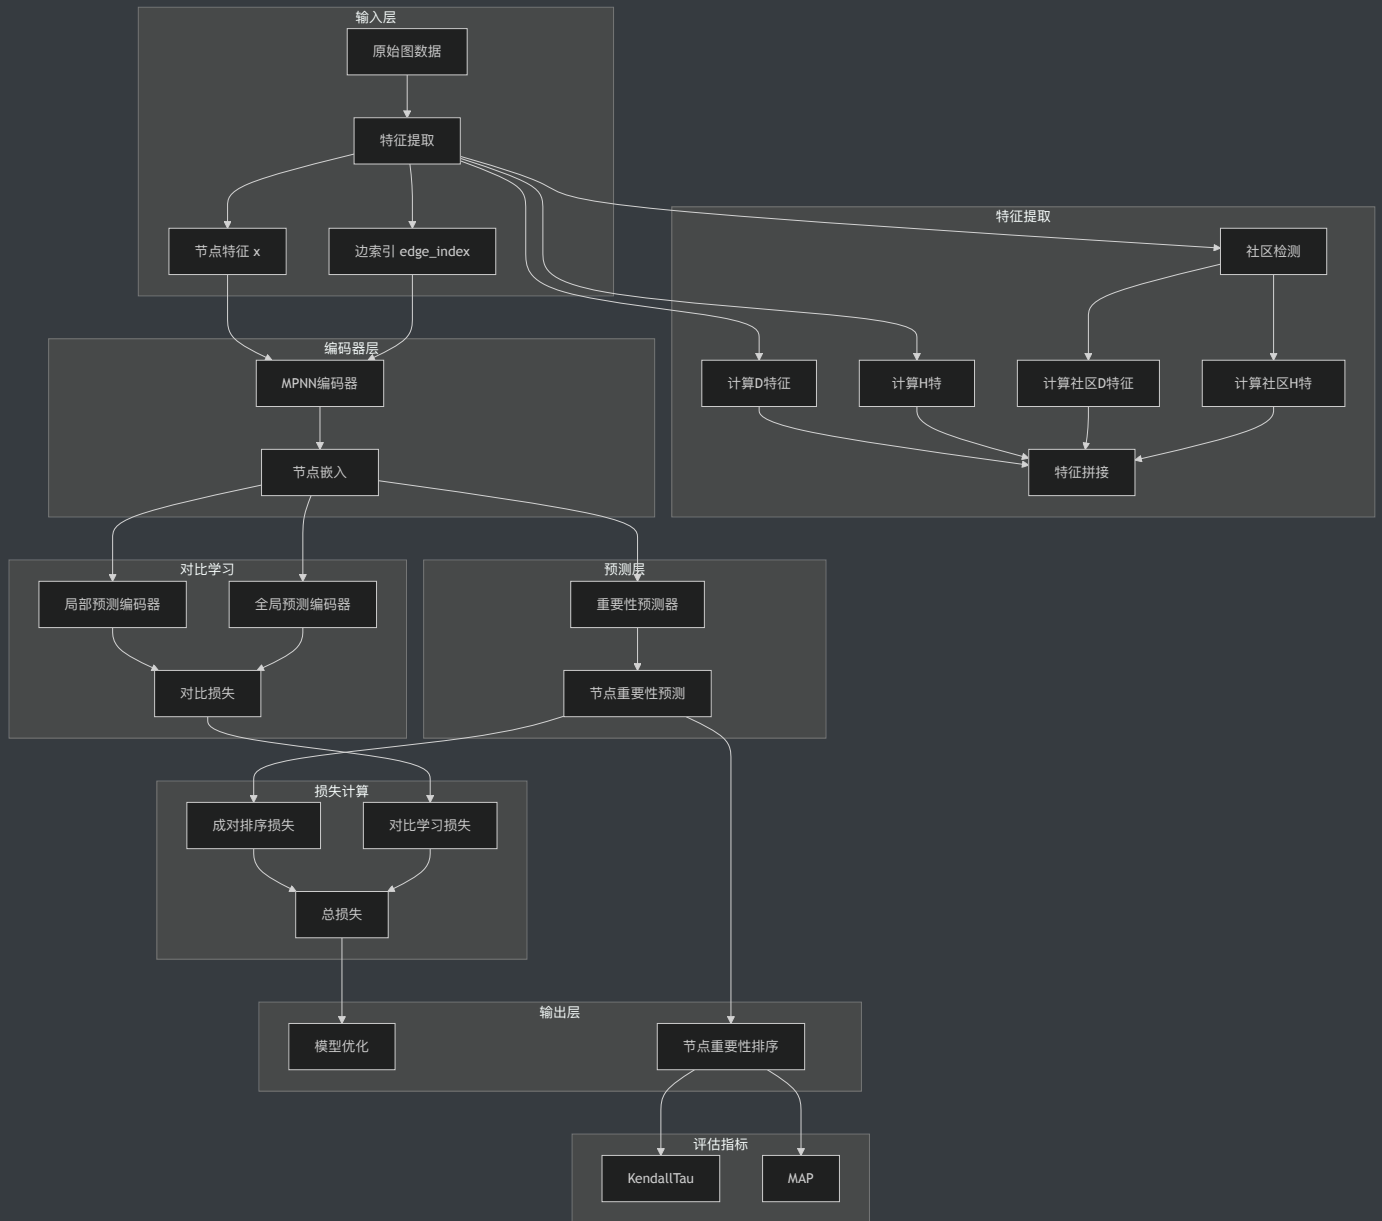 输入层
原始图数据
特征提取
节点特征 x
边索引 edge_index
特征提取
社区检测
计算D特征
计算H特
计算社区D特征
计算社区H特
特征拼接
编码器层
MPNN编码器
节点嵌入
对比学习
局部预测编码器
全局预测编码器
对比损失
预测层
重要性预测器
节点重要性预测
损失计算
成对排序损失
对比学习损失
总损失
输出层
模型优化
节点重要性排序
评估指标
KendallTau
MAP